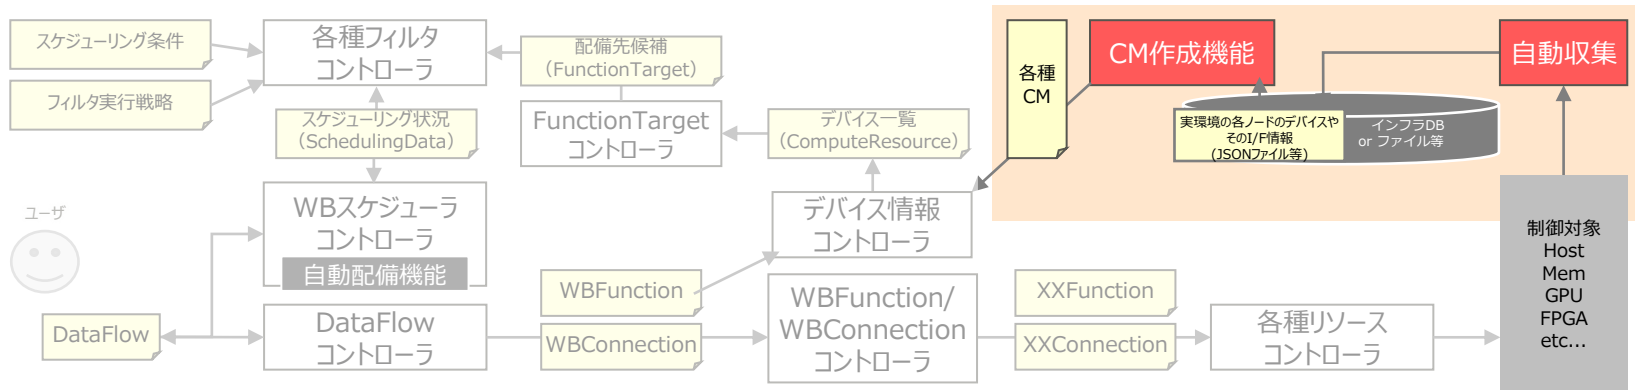 スケジューリング条件
フィルタ実行戦略
各種フィルタ
コントローラ
配備先候補
（FunctionTarget）
スケジューリング状況
（SchedulingData）
FunctionTarget
コントローラ
デバイス一覧
（ComputeResource）
各種
CM
CM作成機能
自動収集
実環境の各ノードのデバイスや
そのI/F情報
(JSONファイル等)
インフラDB
or ファイル等
ユーザ
WBスケジューラ
コントローラ
自動配備機能
デバイス情報
コントローラ
制御対象
Host
Mem
GPU
FPGA
etc...
DataFlow
DataFlow
コントローラ
WBFunction
WBConnection
WBFunction/
WBConnection
コントローラ
XXFunction
XXConnection
各種リソース
コントローラ